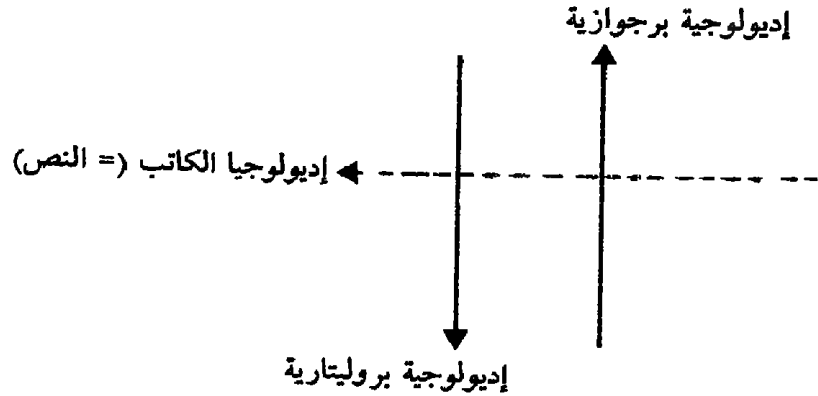 إديولوجية برجوازية
إديولوجيا الكاتب (= النص)
إديولوجية بروليتارية